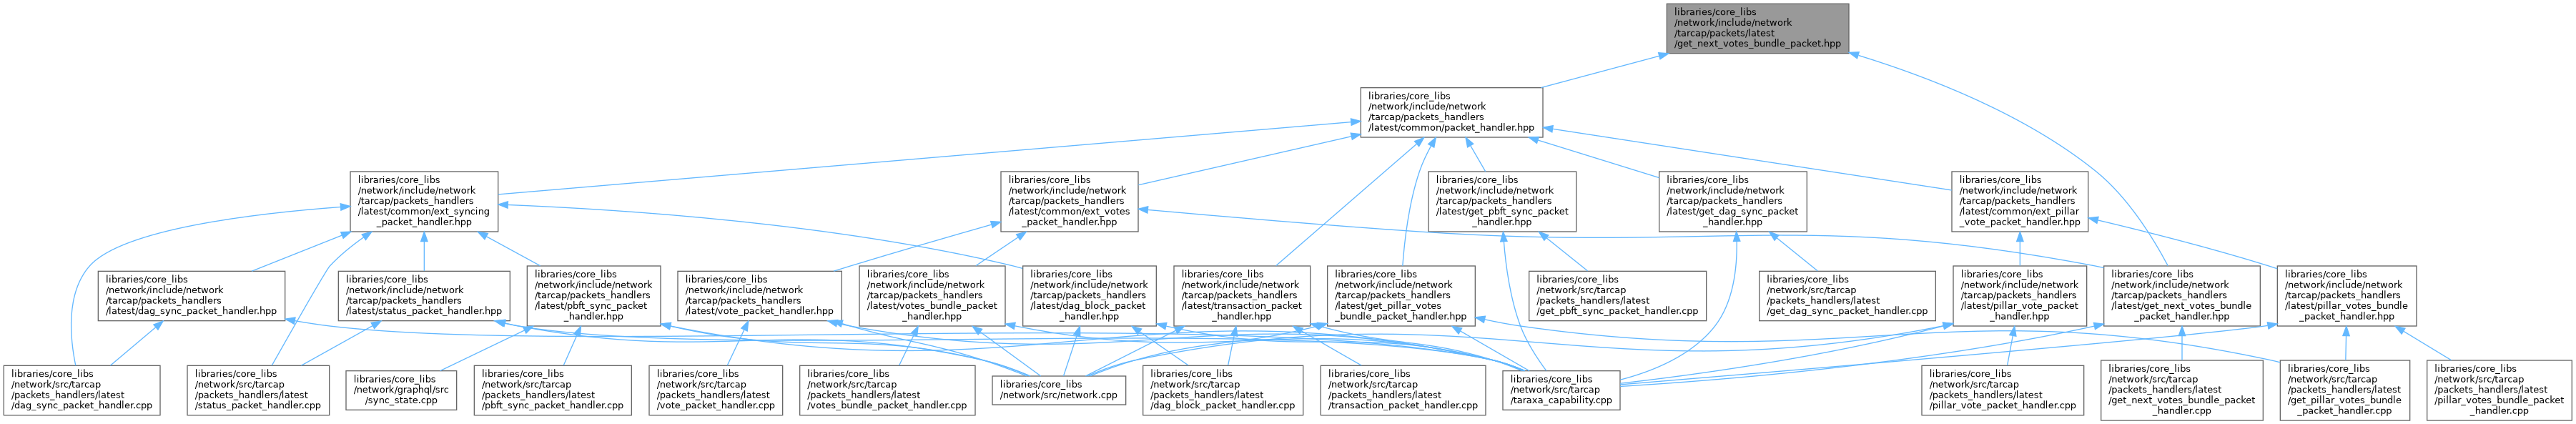 libraries/core_libs
/network/include/network
/tarcap/packets/latest
/get_next_votes_bundle_packet.hpp
libraries/core_libs
/network/include/network
/tarcap/packets_handlers
/latest/common/packet_handler.hpp
libraries/core_libs
/network/include/network
/tarcap/packets_handlers
/latest/common/ext_syncing
_packet_handler.hpp
libraries/core_libs
/network/include/network
/tarcap/packets_handlers
/latest/common/ext_votes
_packet_handler.hpp
libraries/core_libs
/network/include/network
/tarcap/packets_handlers
/latest/get_pbft_sync_packet
_handler.hpp
libraries/core_libs
/network/include/network
/tarcap/packets_handlers
/latest/get_dag_sync_packet
_handler.hpp
libraries/core_libs
/network/include/network
/tarcap/packets_handlers
/latest/common/ext_pillar
_vote_packet_handler.hpp
libraries/core_libs
/network/include/network
/tarcap/packets_handlers
/latest/dag_sync_packet_handler.hpp
libraries/core_libs
/network/include/network
/tarcap/packets_handlers
/latest/status_packet_handler.hpp
libraries/core_libs
/network/include/network
/tarcap/packets_handlers
/latest/pbft_sync_packet
_handler.hpp
libraries/core_libs
/network/include/network
/tarcap/packets_handlers
/latest/vote_packet_handler.hpp
libraries/core_libs
/network/include/network
/tarcap/packets_handlers
/latest/votes_bundle_packet
_handler.hpp
libraries/core_libs
/network/include/network
/tarcap/packets_handlers
/latest/dag_block_packet
_handler.hpp
libraries/core_libs
/network/include/network
/tarcap/packets_handlers
/latest/transaction_packet
_handler.hpp
libraries/core_libs
/network/include/network
/tarcap/packets_handlers
/latest/get_pillar_votes
_bundle_packet_handler.hpp
libraries/core_libs
/network/src/tarcap
/packets_handlers/latest
/get_pbft_sync_packet_handler.cpp
libraries/core_libs
/network/src/tarcap
/packets_handlers/latest
/get_dag_sync_packet_handler.cpp
libraries/core_libs
/network/include/network
/tarcap/packets_handlers
/latest/pillar_vote_packet
_handler.hpp
libraries/core_libs
/network/include/network
/tarcap/packets_handlers
/latest/get_next_votes_bundle
_packet_handler.hpp
libraries/core_libs
/network/include/network
/tarcap/packets_handlers
/latest/pillar_votes_bundle
_packet_handler.hpp
libraries/core_libs
/network/src/tarcap
/packets_handlers/latest
/dag_sync_packet_handler.cpp
libraries/core_libs
/network/src/tarcap
/packets_handlers/latest
/status_packet_handler.cpp
libraries/core_libs
/network/graphql/src
/sync_state.cpp
libraries/core_libs
/network/src/tarcap
/packets_handlers/latest
/pbft_sync_packet_handler.cpp
libraries/core_libs
/network/src/tarcap
/packets_handlers/latest
/vote_packet_handler.cpp
libraries/core_libs
/network/src/tarcap
/packets_handlers/latest
/votes_bundle_packet_handler.cpp
libraries/core_libs
/network/src/network.cpp
libraries/core_libs
/network/src/tarcap
/packets_handlers/latest
/dag_block_packet_handler.cpp
libraries/core_libs
/network/src/tarcap
/packets_handlers/latest
/transaction_packet_handler.cpp
libraries/core_libs
/network/src/tarcap
/taraxa_capability.cpp
libraries/core_libs
/network/src/tarcap
/packets_handlers/latest
/pillar_vote_packet_handler.cpp
libraries/core_libs
/network/src/tarcap
/packets_handlers/latest
/get_next_votes_bundle_packet
_handler.cpp
libraries/core_libs
/network/src/tarcap
/packets_handlers/latest
/get_pillar_votes_bundle
_packet_handler.cpp
libraries/core_libs
/network/src/tarcap
/packets_handlers/latest
/pillar_votes_bundle_packet
_handler.cpp